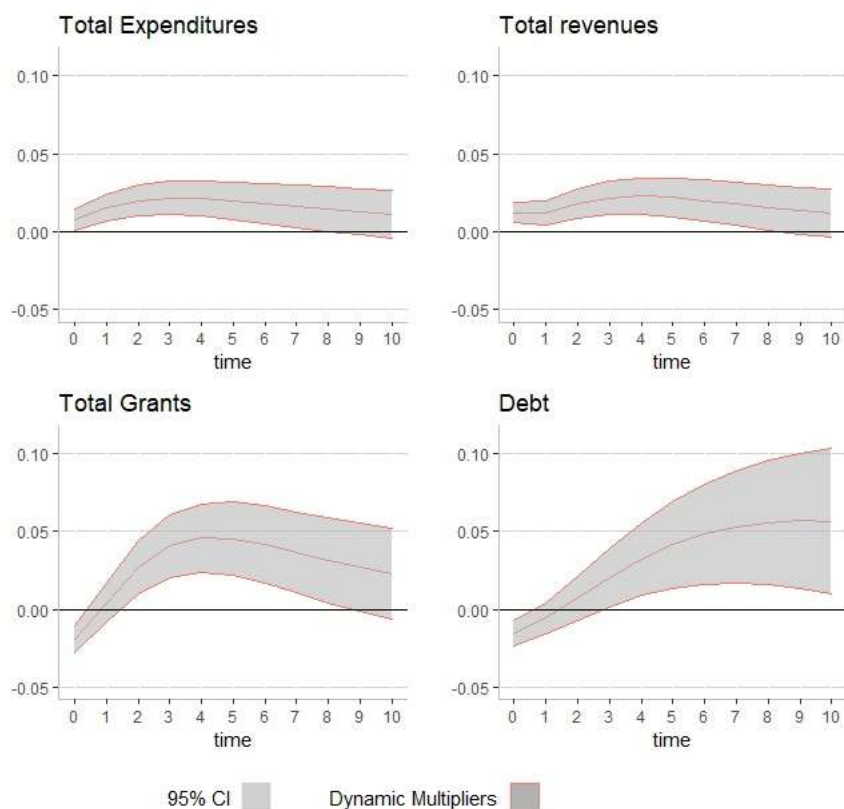 Total Expenditures
0.10
0.05
0.00
-0.05
0 1 2 3 4 5 6 7 8 9 10
time
Total revenues
0.10
0.05
0.00
-0.05
0 1 2 3 4 5 6 7 8 9 10
time
Total Grants
0.10
0.05
0.00
-0.05
0 1 2 3 4 5 6 7 8 9 10
time
Debt
0.10
0.05
0.00
-0.05
0 1 2 3 4 5 6 7 8 9 10
time
95% CI Dynamic Multipliers